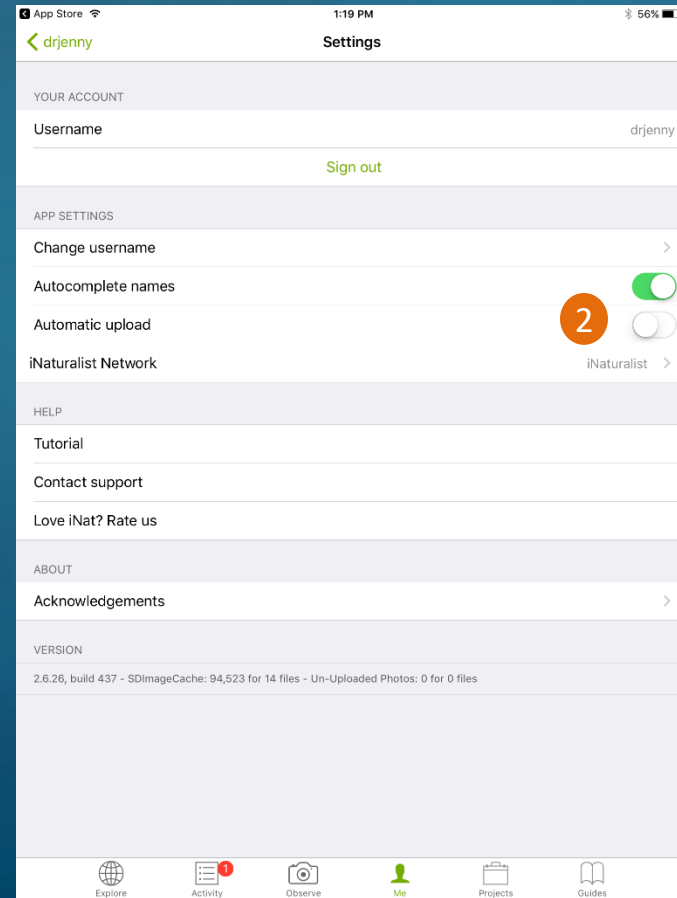 App Store 1:19 PM 56%
drjenny Settings
YOUR ACCOUNT
Username drjenny
Sign out
APP SETTINGS
Change username
Autocomplete names
Automatic upload 2
iNaturalist Network iNaturalist
HELP
Tutorial
Contact support
Love iNat? Rate us
ABOUT
Acknowledgements
VERSION
2.6.26, build 437 - SDImageCache: 94,523 for 14 files - Un-Uploaded Photos: 0 for 0 files
1
Explore Activity Observe Me Projects Guides